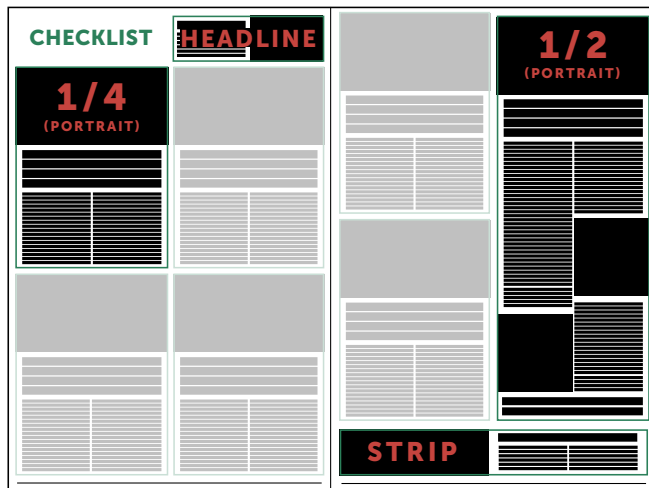 CHECKLIST
HEADLINE
1/4
(PORTRAIT)
1/2
(PORTRAIT)
STRIP